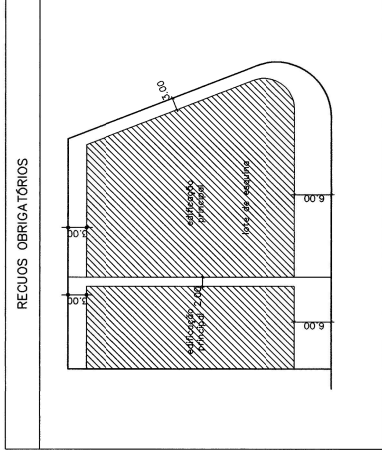 RECUOS OBRIGATÓRIOS
3.00
3.00
edificação
principal
lote de esquina
6.00
3.00
edificação
principal
2.00
6.00